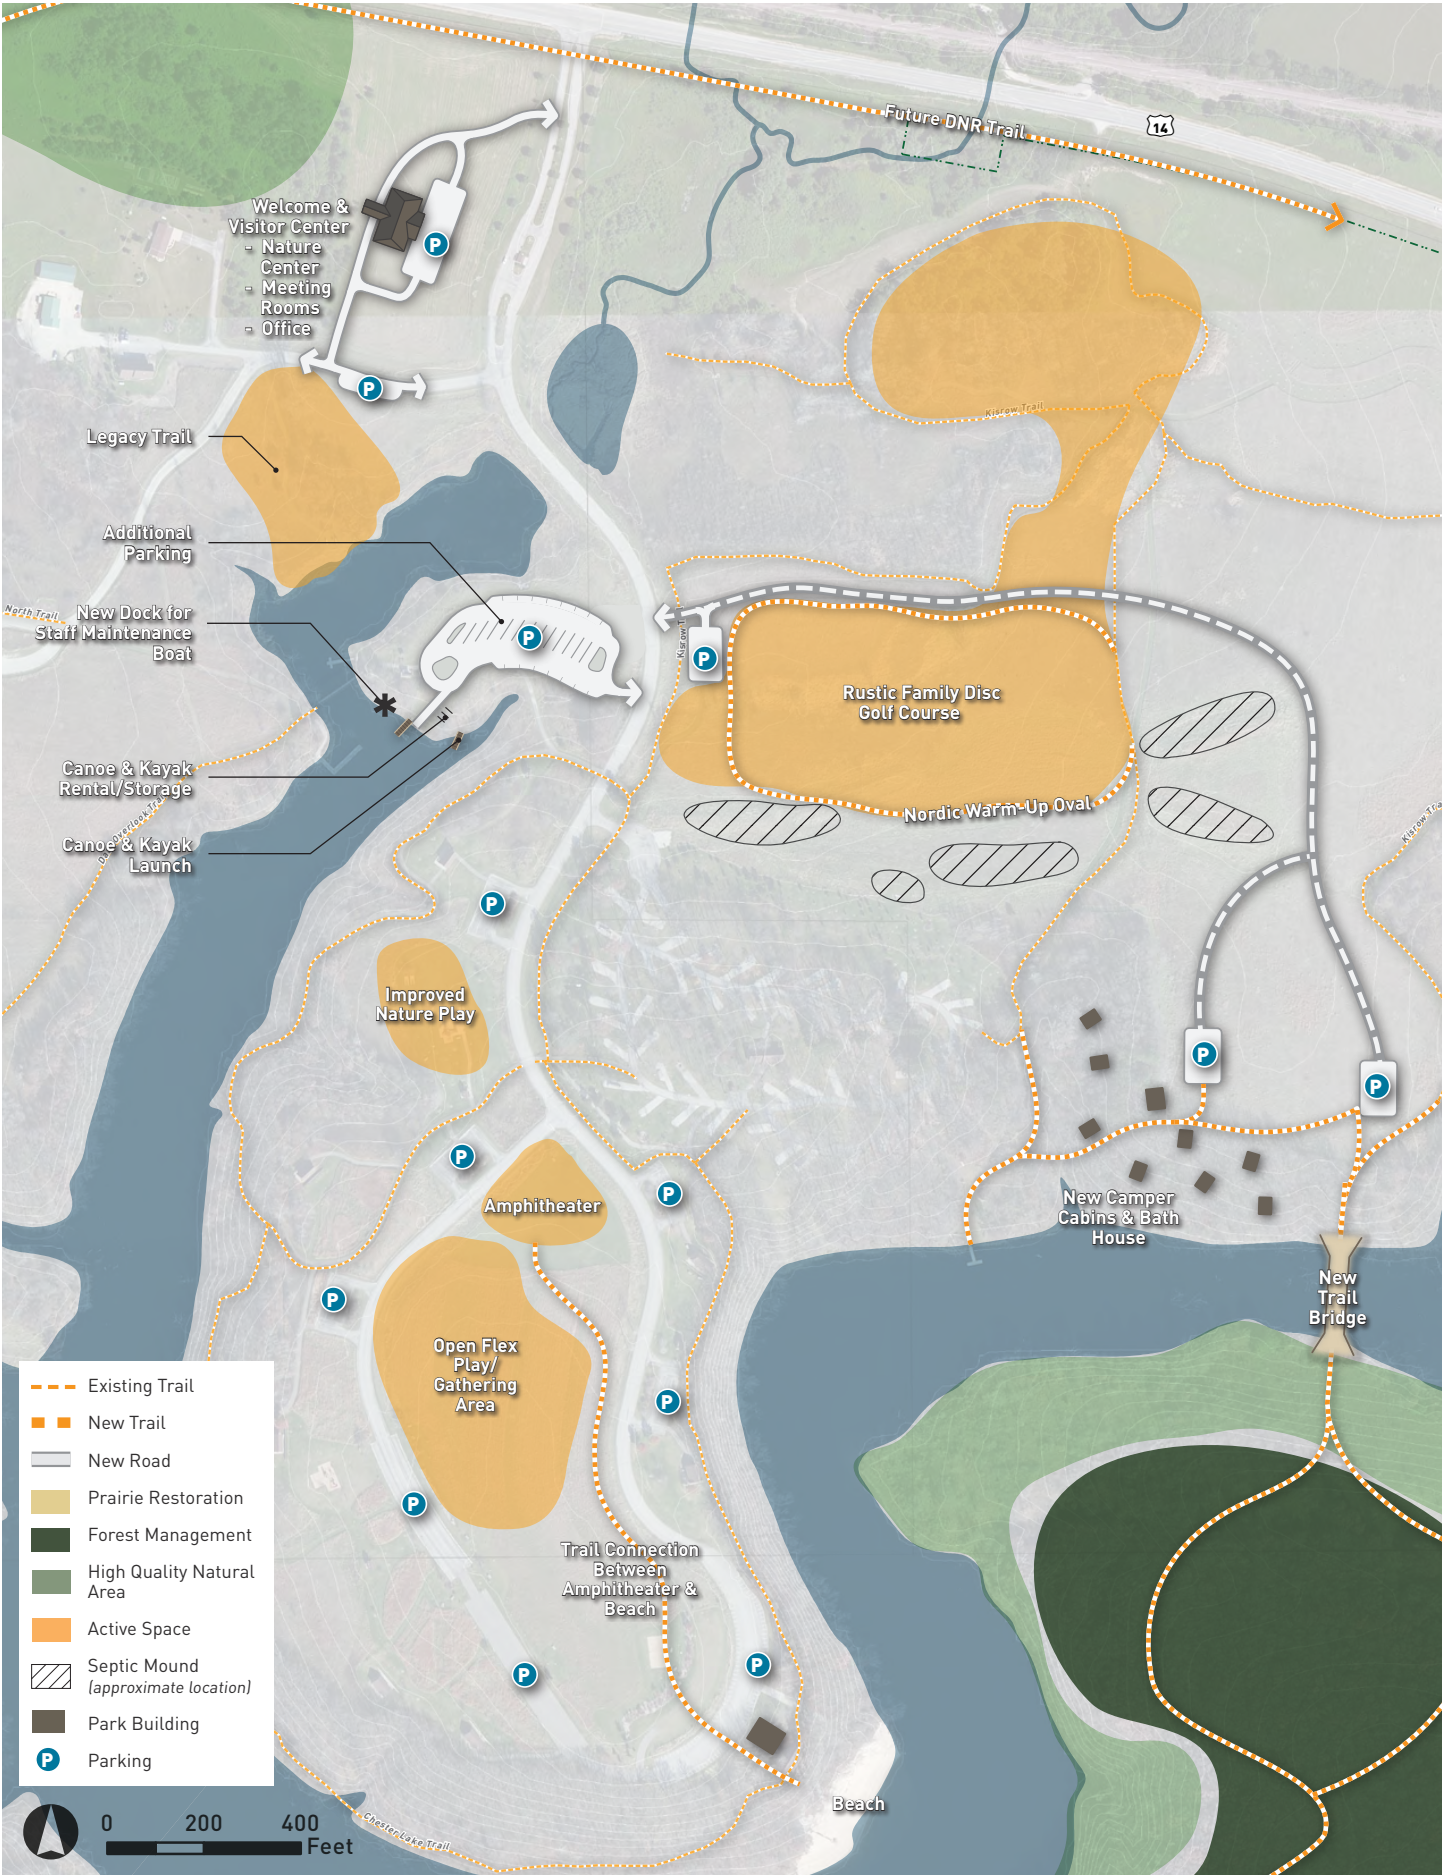 Future DNR Trail
14
Welcome &
Visitor Center
- Nature
Center
- Meeting
Rooms
- Office
P
P
Kisrow Trail
Legacy Trail
Additional
Parking
North Trail
New Dock for
Staff Maintenance
Boat
P
P
Kisrow T
Rustic Family Disc
Golf Course
Canoe & Kayak
Rental/Storage
Overlook Trai
Canoe & Kayak
Launch
Nordic Warm-Up Oval
Kisrow Tra
P
Improved
Nature Play
P
P
P
P
Amphitheater
New Camper
Cabins & Bath
House
New
Trail
Bridge
P
Open Flex
Play/
Gathering
Area
P
P
Trail Connection
Between
Amphitheater &
Beach
P
P
Beach
Chester Lake Trail
Existing Trail
New Trail
New Road
Prairie Restoration
Forest Management
High Quality Natural
Area
Active Space
Septic Mound
(approximate location)
Park Building
P Parking
0 200 400
Feet